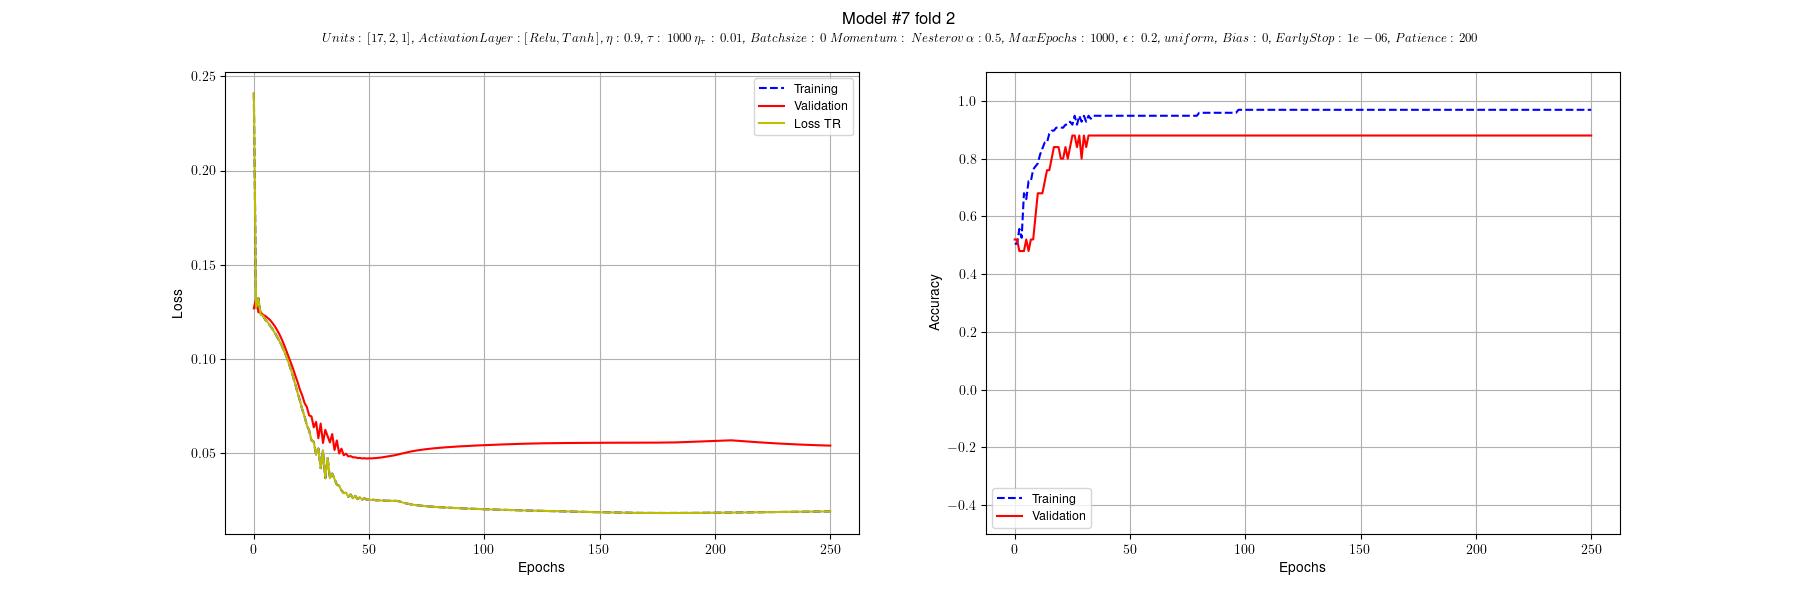 Model #7 fold 2
Units : [17, 2, 1], ActivationLayer : [Relu, Tanh], η : 0.9, τ : 1000 η_τ : 0.01, Batchsize : 0 Momentum : Nesterov α : 0.5, MaxEpochs : 1000, ϵ : 0.2, uniform, Bias : 0, EarlyStop : 1e − 06, Patience : 200
0.25
0.20
0.15
0.10
0.05
Loss
Training
Validation
Loss TR
0 50 100 150 200 250
Epochs
1.0
0.8
0.6
0.4
0.2
0.0
−0.2
−0.4
Accuracy
Training
Validation
0 50 100 150 200 250
Epochs